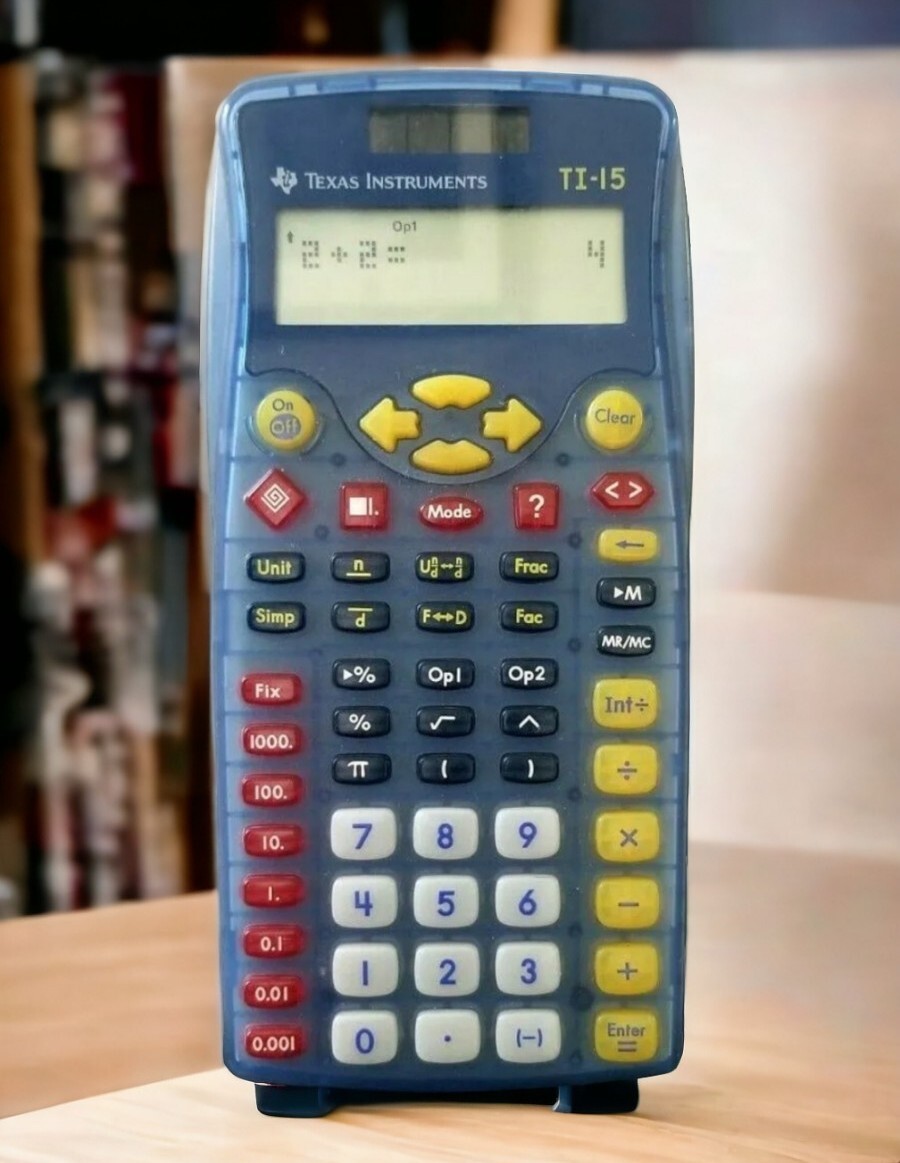 TEXAS INSTRUMENTS TI-15
Op1
2+2= 4
On Off Clear
Mode ? < >
Unit n U n/d ↔ n/d Frac ←
Simp d F↔D Fac ▸M
MR/MC
▸% Op1 Op2
Fix % √ ^ Int÷
1000. π ( ) ÷
100. 7 8 9 ×
10. 4 5 6 −
1. 1 2 3 +
0.1 0 . (−) Enter =
0.01
0.001